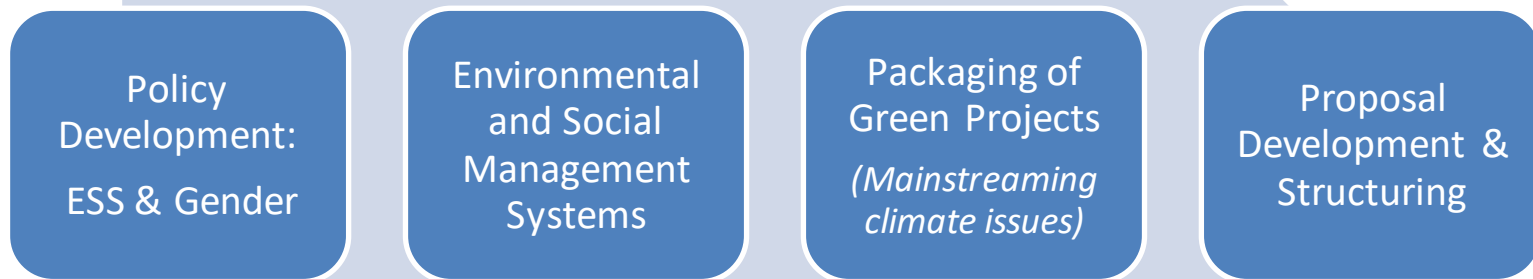 Policy
Development:
ESS & Gender
Environmental
and Social
Management
Systems
Packaging of
Green Projects
(Mainstreaming
climate issues)
Proposal
Development &
Structuring